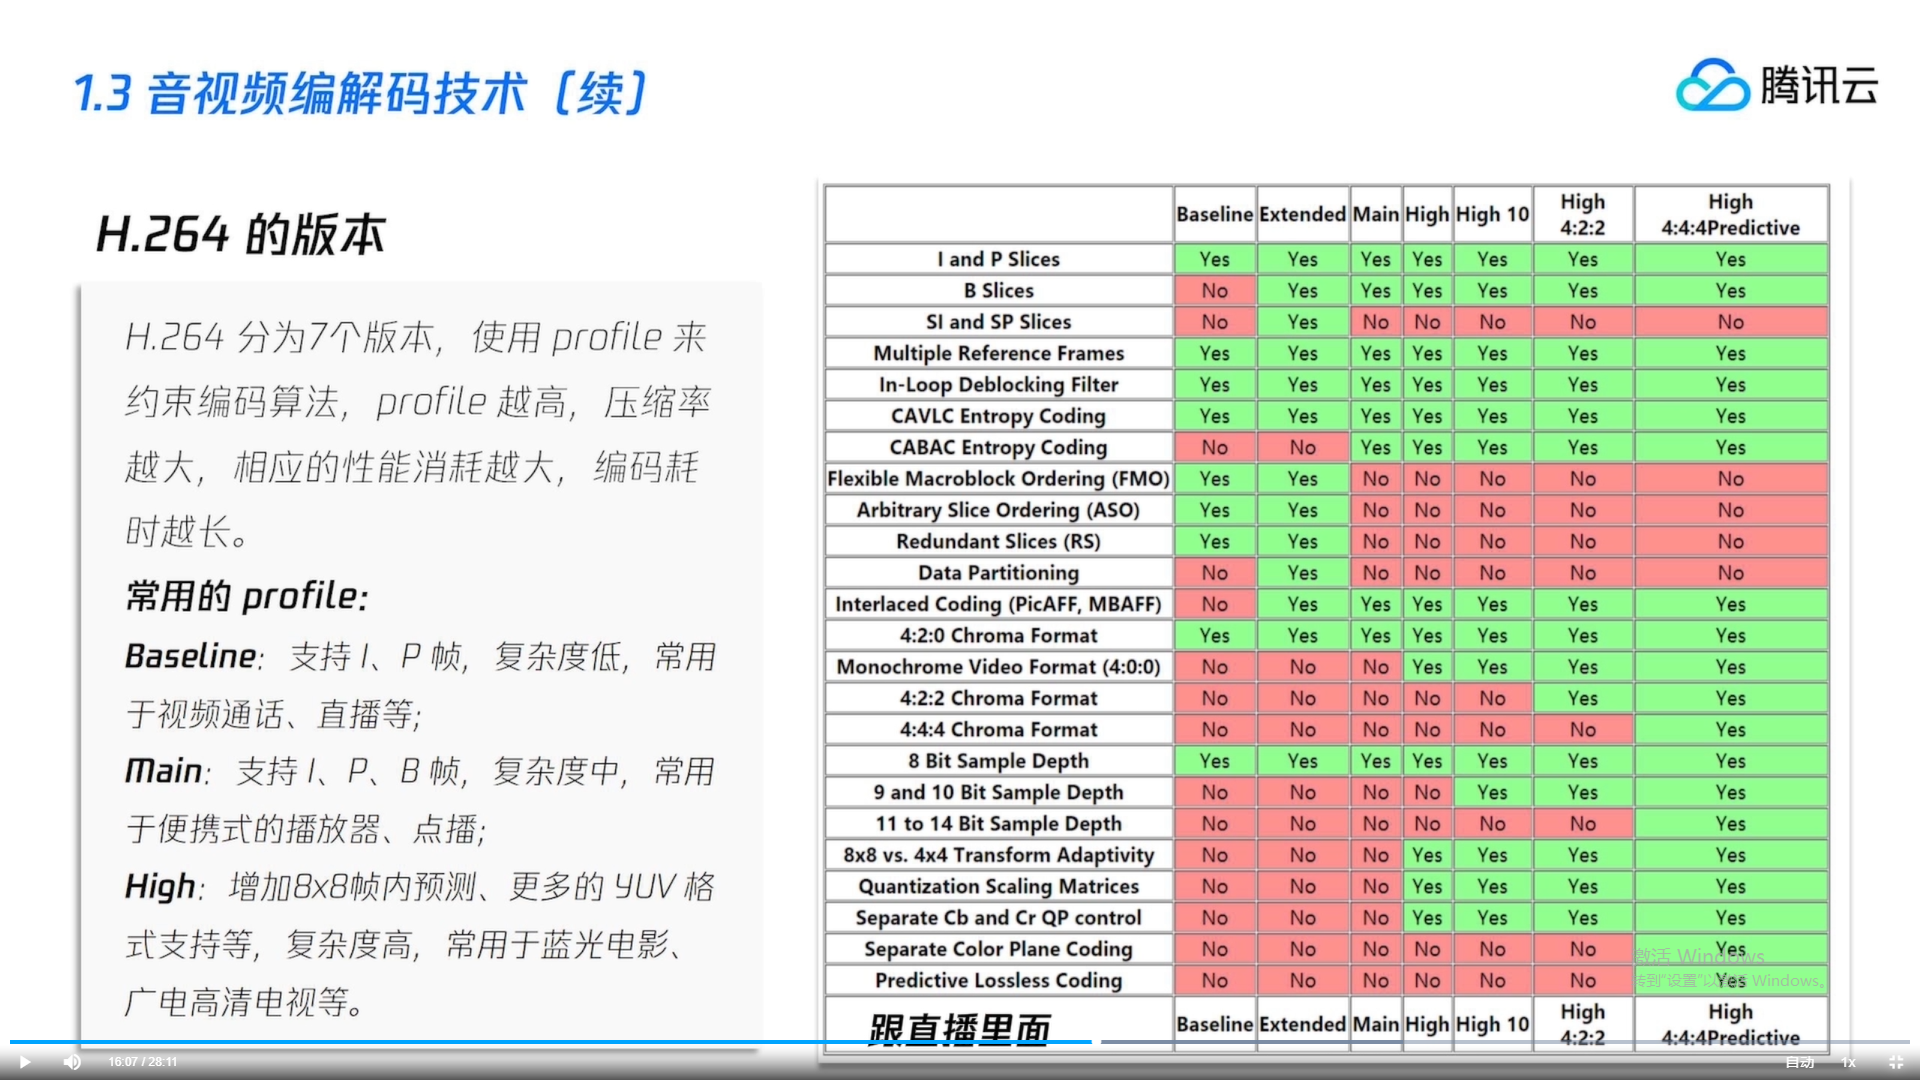 1.3 音视频编解码技术（续）
腾讯云
H.264 的版本
H.264 分为7个版本，使用 profile 来
约束编码算法，profile 越高，压缩率
越大，相应的性能消耗越大，编码耗
时越长。
常用的 profile:
Baseline：支持 I、P 帧，复杂度低，常用
于视频通话、直播等;
Main：支持 I、P、B 帧，复杂度中，常用
于便携式的播放器、点播;
High：增加8x8帧内预测、更多的 YUV 格
式支持等，复杂度高，常用于蓝光电影、
广电高清电视等。
Baseline Extended Main High High 10 High 4:2:2 High 4:4:4Predictive
I and P Slices Yes Yes Yes Yes Yes Yes Yes
B Slices No Yes Yes Yes Yes Yes Yes
SI and SP Slices No Yes No No No No No
Multiple Reference Frames Yes Yes Yes Yes Yes Yes Yes
In-Loop Deblocking Filter Yes Yes Yes Yes Yes Yes Yes
CAVLC Entropy Coding Yes Yes Yes Yes Yes Yes Yes
CABAC Entropy Coding No No Yes Yes Yes Yes Yes
Flexible Macroblock Ordering (FMO) Yes Yes No No No No No
Arbitrary Slice Ordering (ASO) Yes Yes No No No No No
Redundant Slices (RS) Yes Yes No No No No No
Data Partitioning No Yes No No No No No
Interlaced Coding (PicAFF, MBAFF) No Yes Yes Yes Yes Yes Yes
4:2:0 Chroma Format Yes Yes Yes Yes Yes Yes Yes
Monochrome Video Format (4:0:0) No No No Yes Yes Yes Yes
4:2:2 Chroma Format No No No No No Yes Yes
4:4:4 Chroma Format No No No No No No Yes
8 Bit Sample Depth Yes Yes Yes Yes Yes Yes Yes
9 and 10 Bit Sample Depth No No No No Yes Yes Yes
11 to 14 Bit Sample Depth No No No No No No Yes
8x8 vs. 4x4 Transform Adaptivity No No No Yes Yes Yes Yes
Quantization Scaling Matrices No No No Yes Yes Yes Yes
Separate Cb and Cr QP control No No No Yes Yes Yes Yes
Separate Color Plane Coding No No No No No No Yes
Predictive Lossless Coding No No No No No No Yes
激活 Windows
转到"设置"以激活 Windows。
跟直播里面 Baseline Extended Main High High 10 High 4:2:2 High 4:4:4Predictive
16:07 / 28:11 自动 1x